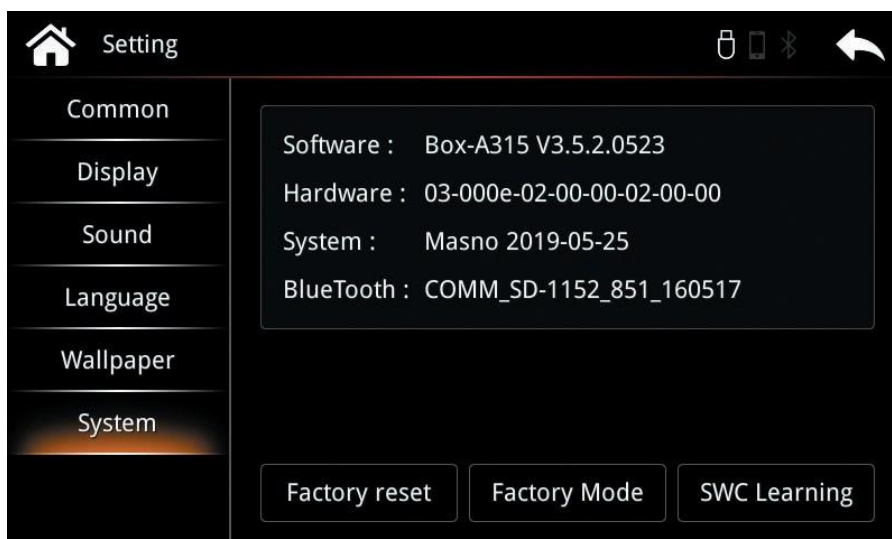 Setting
Common
Display
Sound
Language
Wallpaper
System
Software : Box-A315 V3.5.2.0523
Hardware : 03-000e-02-00-00-02-00-00
System : Masno 2019-05-25
BlueTooth : COMM_SD-1152_851_160517
Factory reset
Factory Mode
SWC Learning